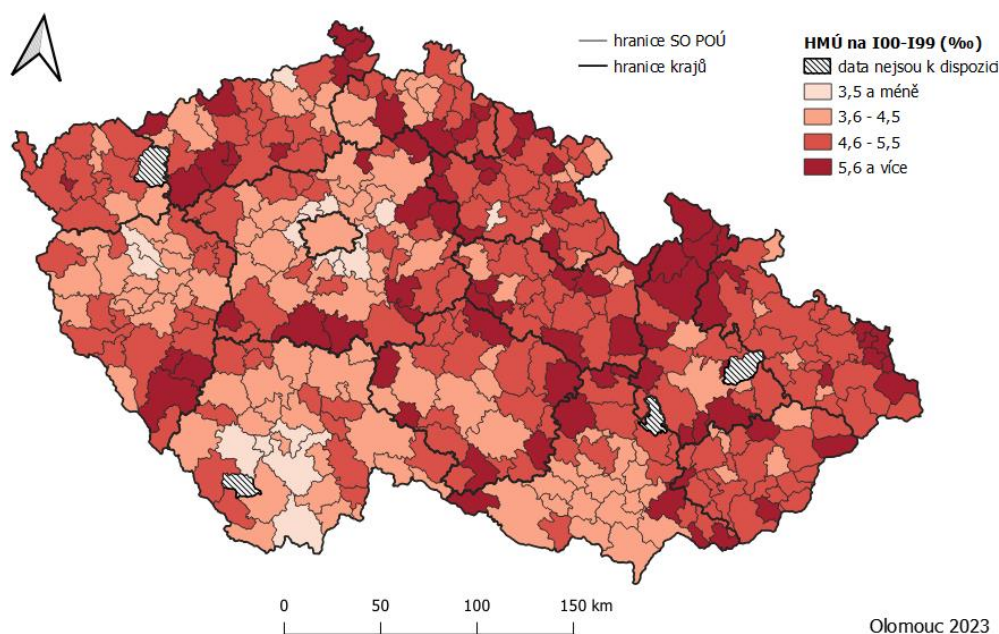 hranice SO POÚ
hranice krajů
HMÚ na I00-I99 (‰)
data nejsou k dispozici
3,5 a méně
3,6 - 4,5
4,6 - 5,5
5,6 a více
0 50 100 150 km
Olomouc 2023